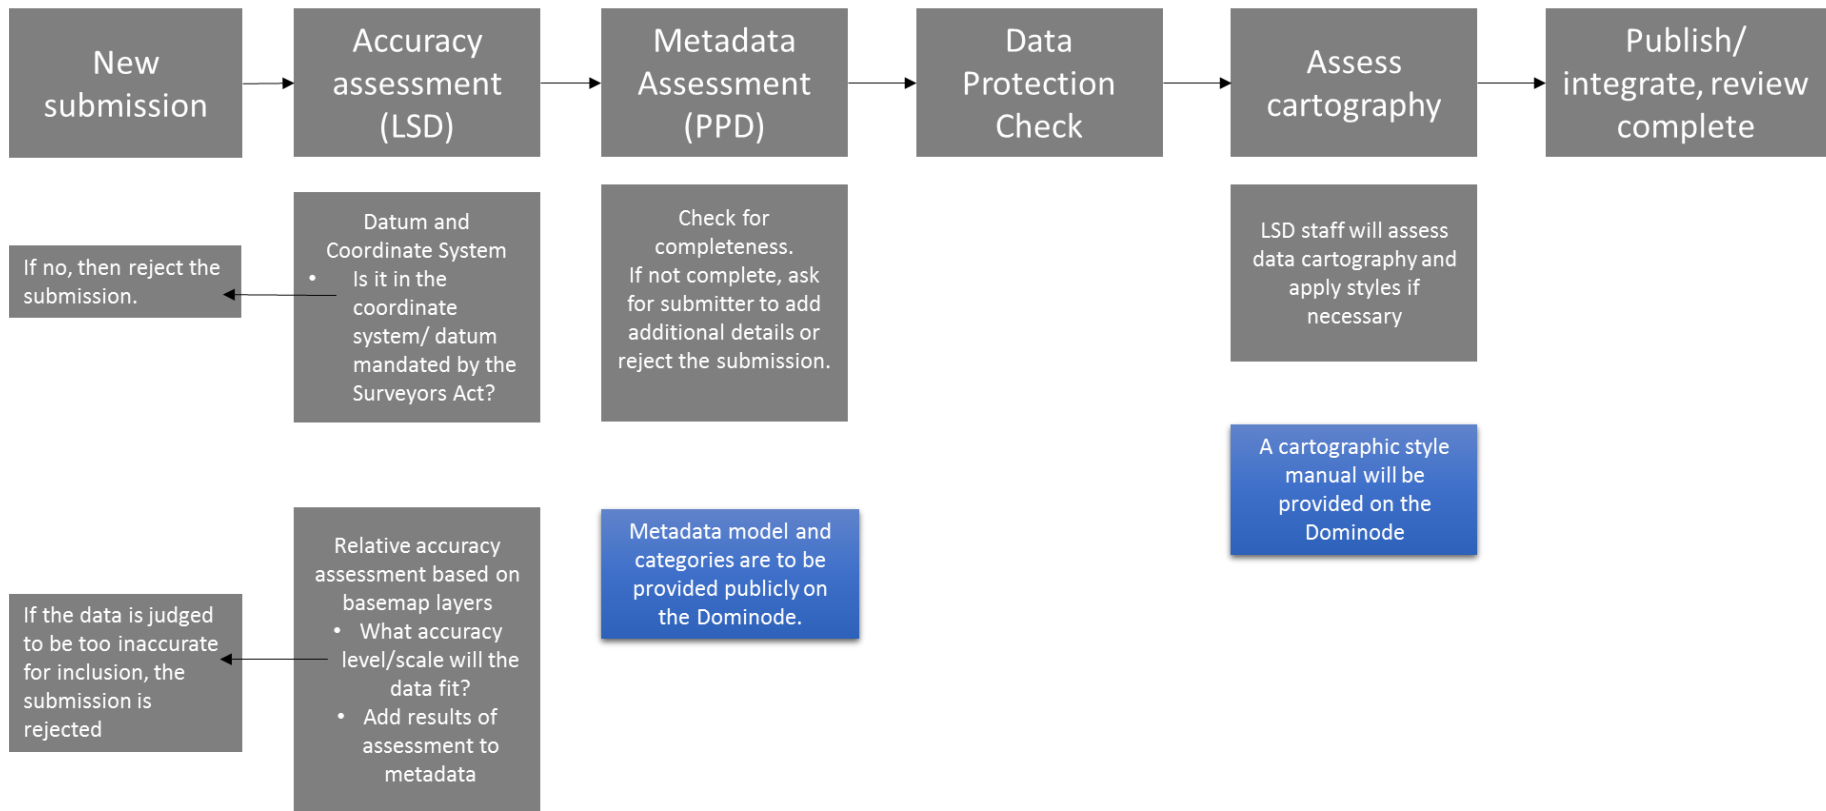 New
submission
Accuracy
assessment
(LSD)
Metadata
Assessment
(PPD)
Data
Protection
Check
Assess
cartography
Publish/
integrate, review
complete
If no, then reject the
submission.
Datum and
Coordinate System
• Is it in the
coordinate
system/ datum
mandated by the
Surveyors Act?
Check for
completeness.
If not complete, ask
for submitter to add
additional details or
reject the submission.
LSD staff will assess
data cartography and
apply styles if
necessary
A cartographic style
manual will be
provided on the
Dominode
If the data is judged
to be too inaccurate
for inclusion, the
submission is
rejected
Relative accuracy
assessment based on
basemap layers
• What accuracy
level/scale will the
data fit?
• Add results of
assessment to
metadata
Metadata model and
categories are to be
provided publicly on
the Dominode.